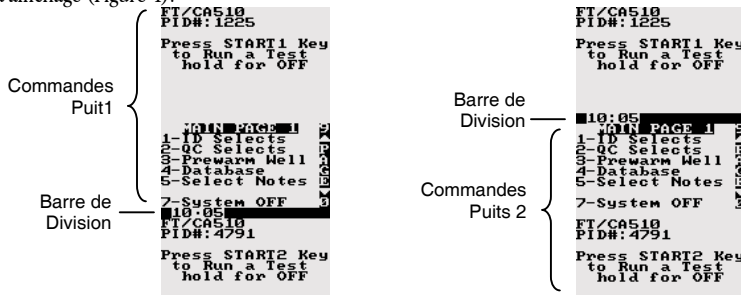 FT/CA510
PID#:1225
Press START1 Key
to Run a Test
hold for OFF
Commandes
Puit1
MAIN PAGE 1
1-ID Selects
2-QC Selects
3-Prewarm Well
4-Database
5-Select Notes
7-System OFF
9
P
A
G
E
0
Barre de
Division
10:05
FT/CA510
PID#:4791
Press START2 Key
to Run a Test
hold for OFF
FT/CA510
PID#:1225
Press START1 Key
to Run a Test
hold for OFF
Barre de
Division
10:05
MAIN PAGE 1
1-ID Selects
2-QC Selects
3-Prewarm Well
4-Database
5-Select Notes
7-System OFF
Commandes
Puits 2
FT/CA510
PID#:4791
Press START2 Key
to Run a Test
hold for OFF